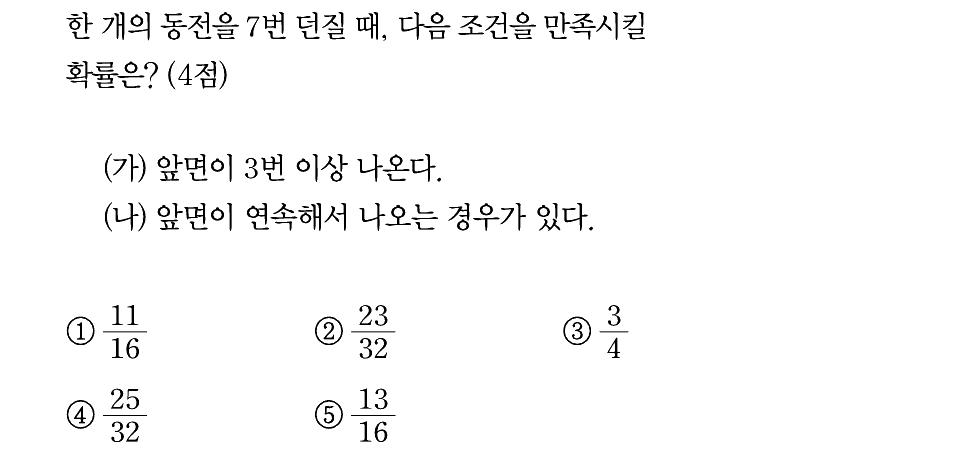 한 개의 동전을 7번 던질 때, 다음 조건을 만족시킬
확률은? (4점)
(가) 앞면이 3번 이상 나온다.
(나) 앞면이 연속해서 나오는 경우가 있다.
① 11/16 ② 23/32 ③ 3/4
④ 25/32 ⑤ 13/16